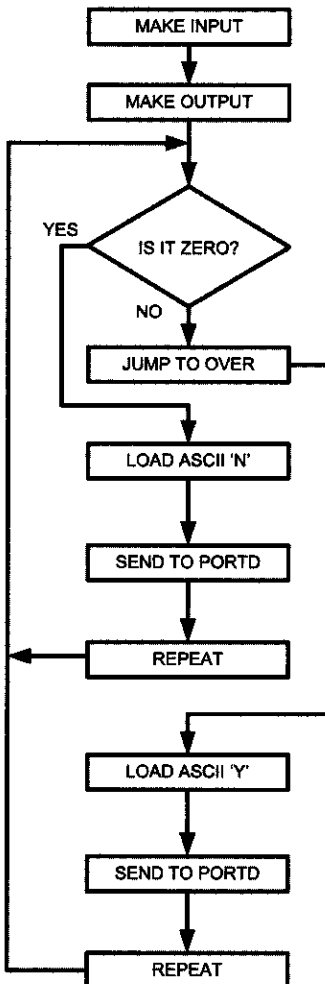 MAKE INPUT
MAKE OUTPUT
YES
IS IT ZERO?
NO
JUMP TO OVER
LOAD ASCII 'N'
SEND TO PORTD
REPEAT
LOAD ASCII 'Y'
SEND TO PORTD
REPEAT